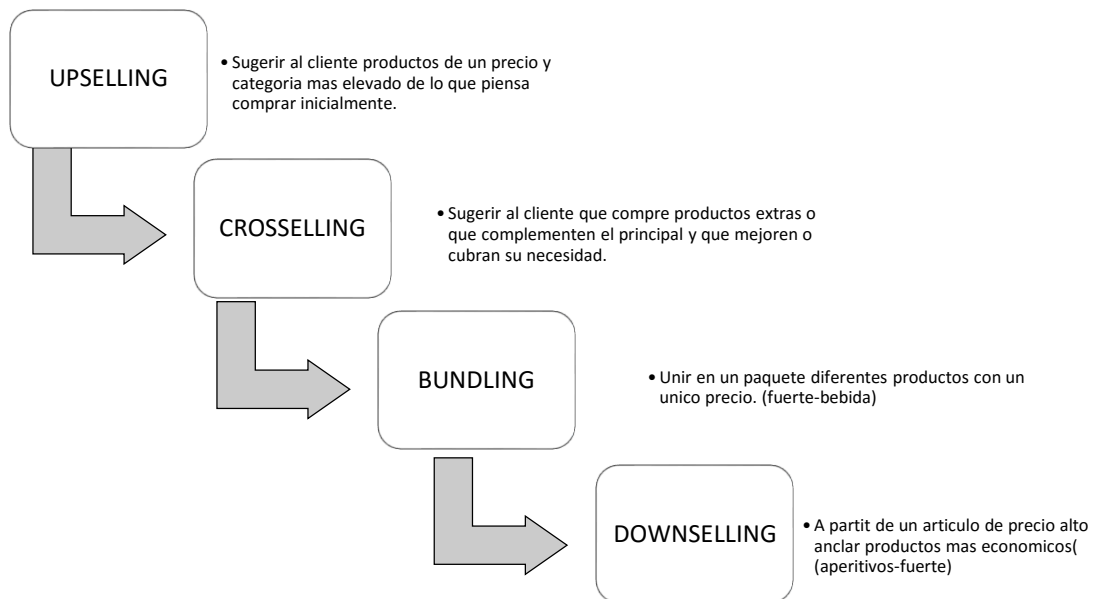 UPSELLING
• Sugerir al cliente productos de un precio y
categoria mas elevado de lo que piensa
comprar inicialmente.
CROSSELLING
• Sugerir al cliente que compre productos extras o
que complementen el principal y que mejoren o
cubran su necesidad.
BUNDLING
• Unir en un paquete diferentes productos con un
unico precio. (fuerte-bebida)
DOWNSELLING
• A partit de un articulo de precio alto
anclar productos mas economicos(
(aperitivos-fuerte)